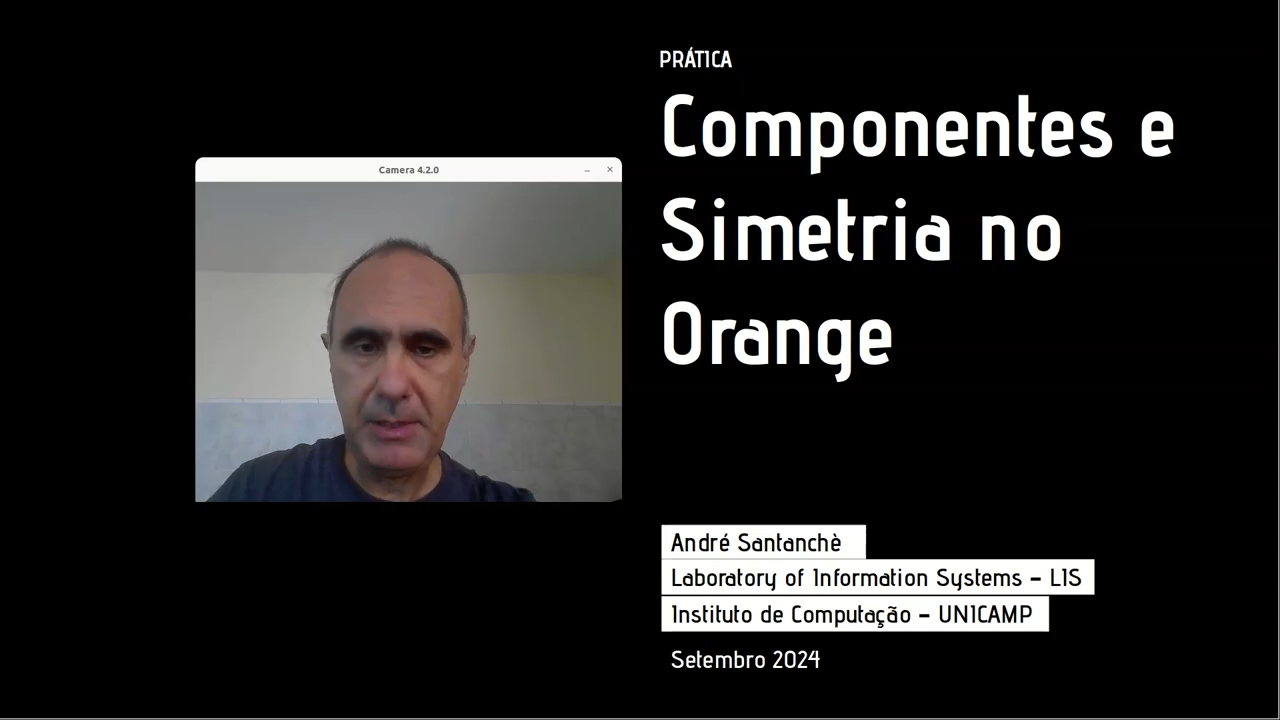 PRÁTICA
Componentes e
Simetria no
Orange
Camera 4.2.0
André Santanchè
Laboratory of Information Systems – LIS
Instituto de Computação – UNICAMP
Setembro 2024